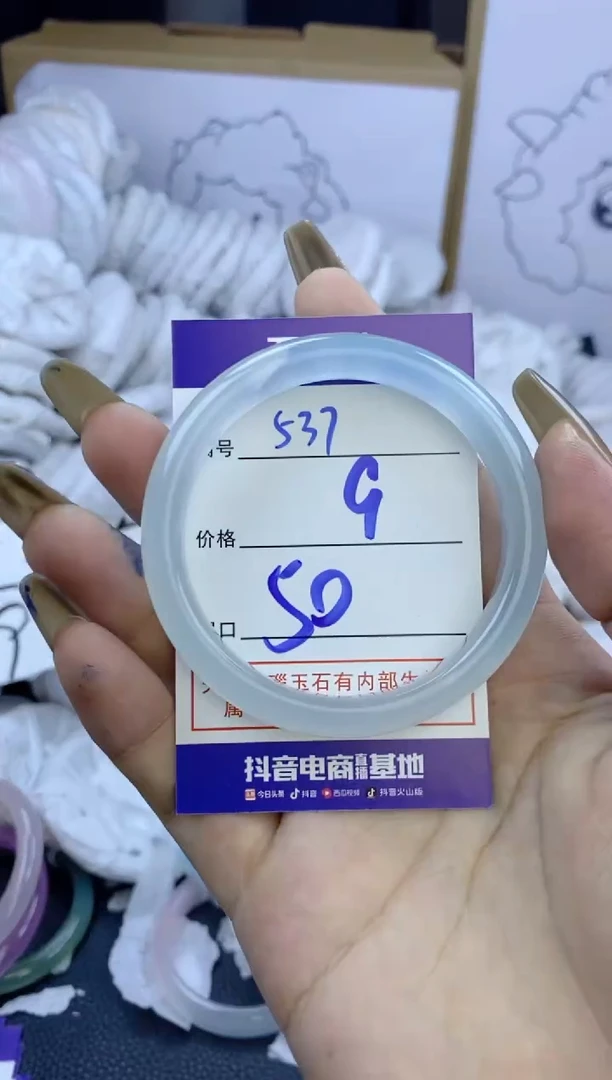 号 537
价格 9
口 50
玉石有内部
属
抖音电商直播基地
今日头条 抖音 西瓜视频 抖音火山版